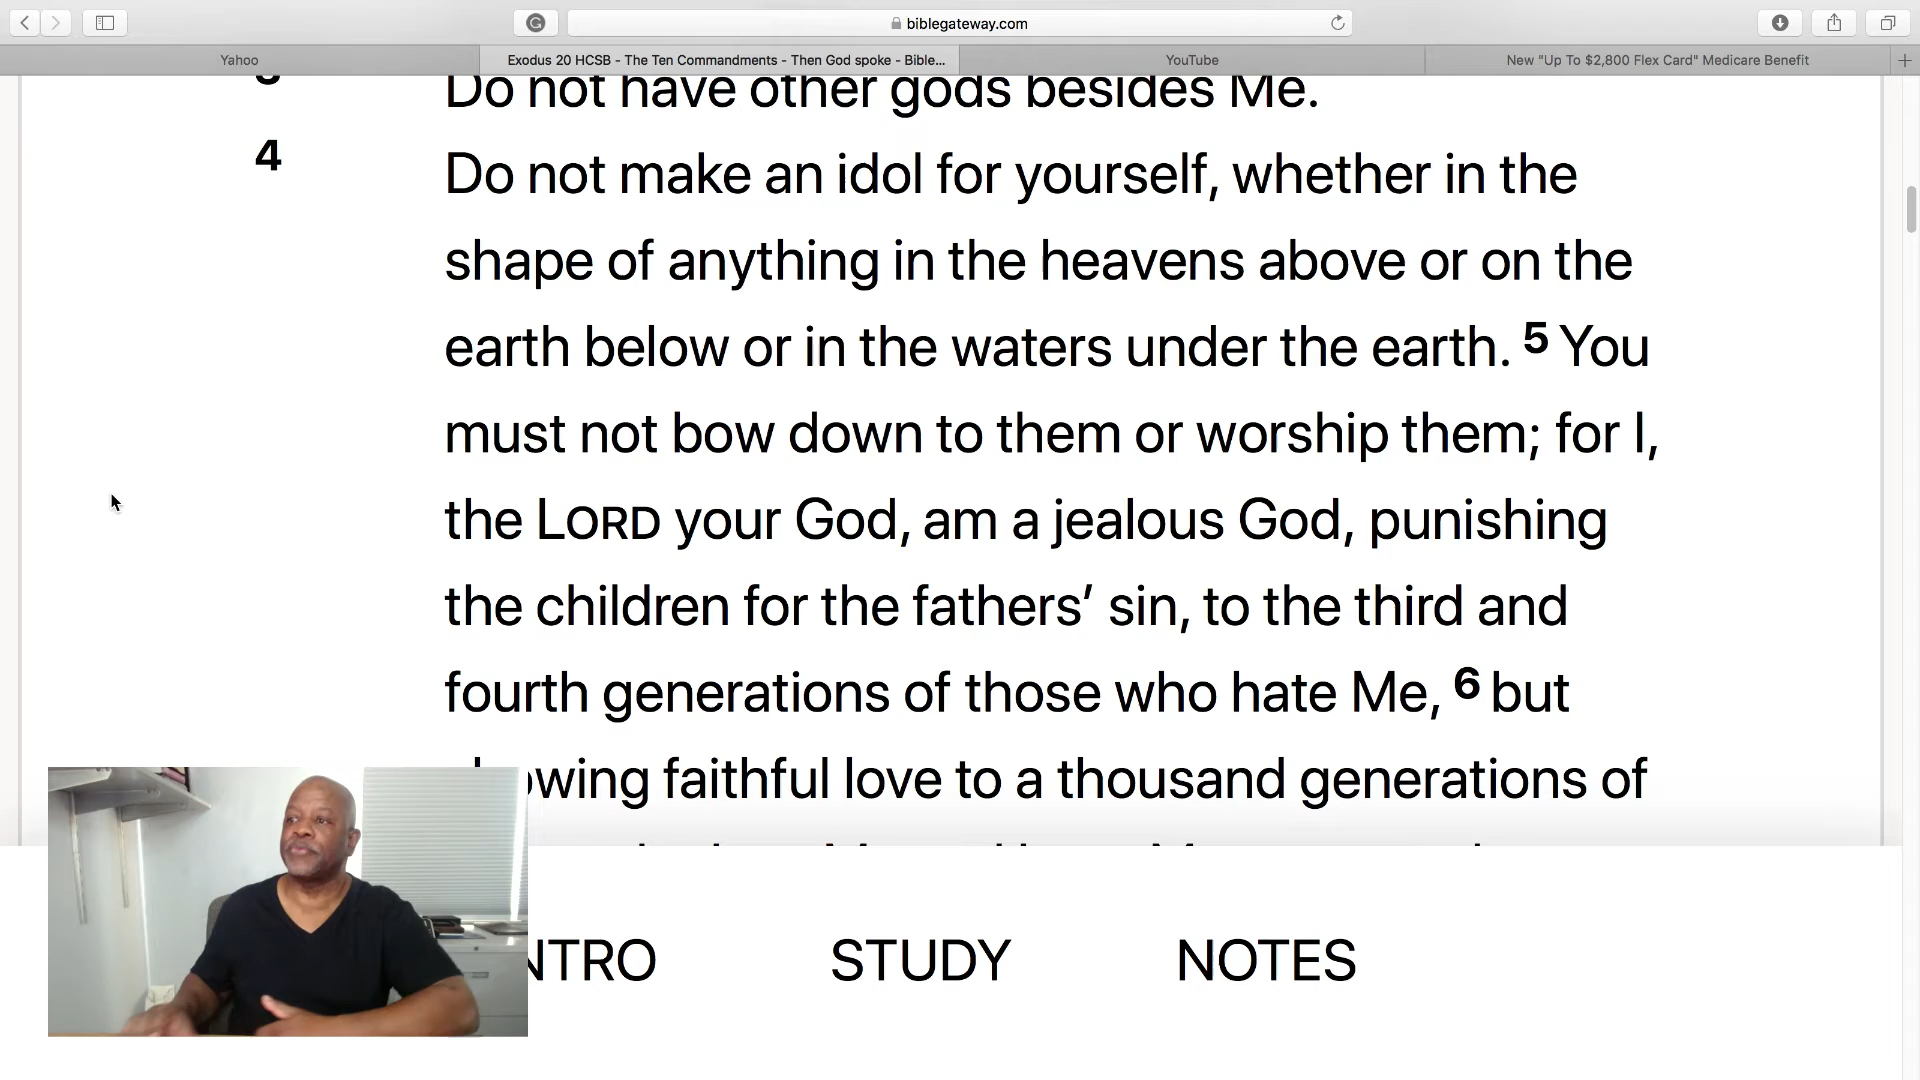 biblegateway.com
Yahoo
Exodus 20 HCSB - The Ten Commandments - Then God spoke - Bible...
YouTube
New "Up To $2,800 Flex Card" Medicare Benefit
Do not have other gods besides Me.
4
Do not make an idol for yourself, whether in the
shape of anything in the heavens above or on the
earth below or in the waters under the earth. 5 You
must not bow down to them or worship them; for I,
the LORD your God, am a jealous God, punishing
the children for the fathers’ sin, to the third and
fourth generations of those who hate Me, 6 but
faithful love to a thousand generations of
STUDY
NOTES